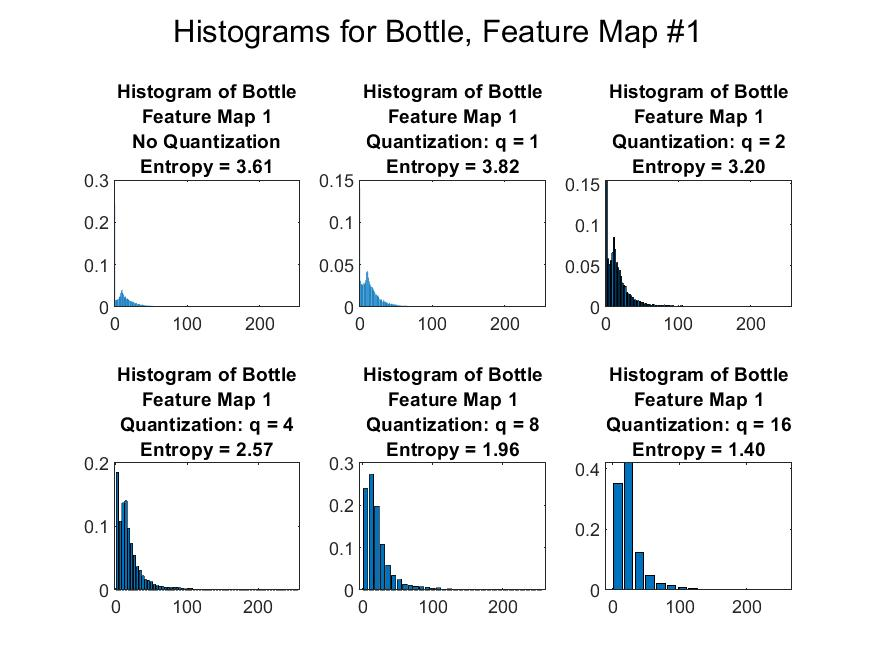 Histograms for Bottle, Feature Map #1
Histogram of Bottle
Feature Map 1
No Quantization
Entropy = 3.61
0.3
0.2
0.1
0
0 100 200
Histogram of Bottle
Feature Map 1
Quantization: q = 1
Entropy = 3.82
0.15
0.1
0.05
0
0 100 200
Histogram of Bottle
Feature Map 1
Quantization: q = 2
Entropy = 3.20
0.15
0.1
0.05
0
0 100 200
Histogram of Bottle
Feature Map 1
Quantization: q = 4
Entropy = 2.57
0.2
0.1
0
0 100 200
Histogram of Bottle
Feature Map 1
Quantization: q = 8
Entropy = 1.96
0.3
0.2
0.1
0
0 100 200
Histogram of Bottle
Feature Map 1
Quantization: q = 16
Entropy = 1.40
0.4
0.2
0
0 100 200